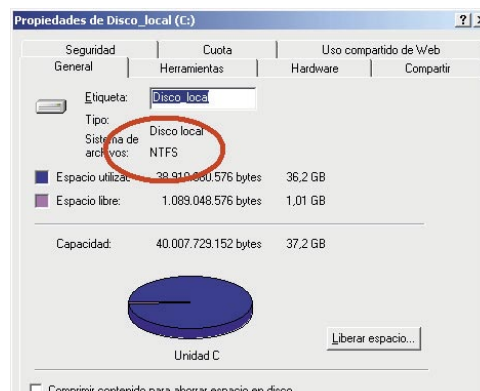 Propiedades de Disco_local (C:)
Seguridad Cuota Uso compartido de Web
General Herramientas Hardware Compartir
Etiqueta: Disco_local
Tipo: Disco local
Sistema de archivos: NTFS
Espacio 36,2 GB
Espacio libre: 1.089.048.576 bytes 1,01 GB
Capacidad: 40.007.729.152 bytes 37,2 GB
Unidad C
Liberar espacio...
Comprimir contenido para ahorrar espacio en disco